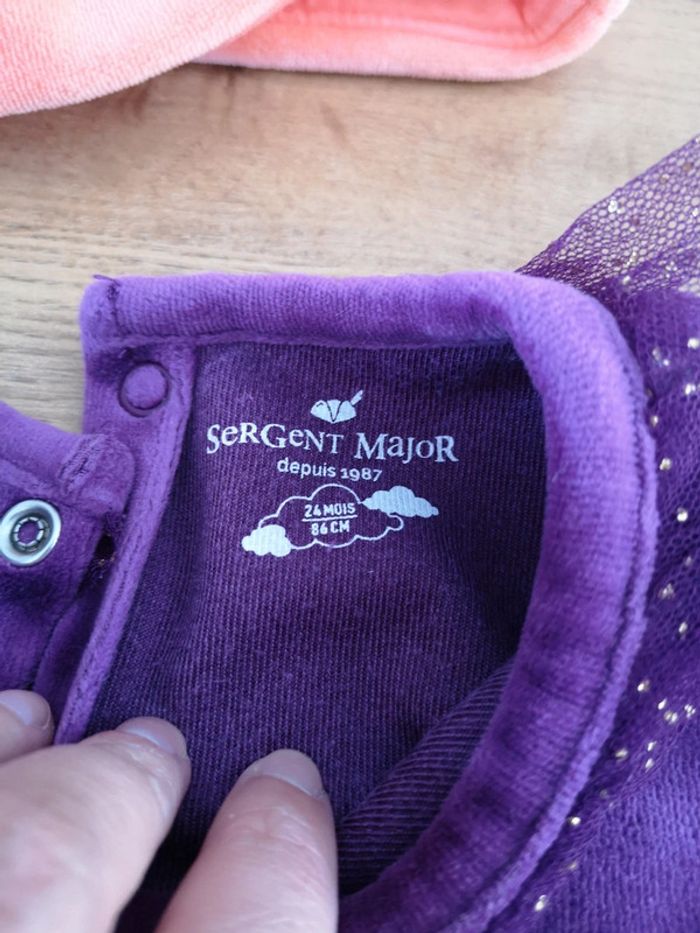 SeRGeNT MajoR
depuis 1987
24 MOIS
86 CM